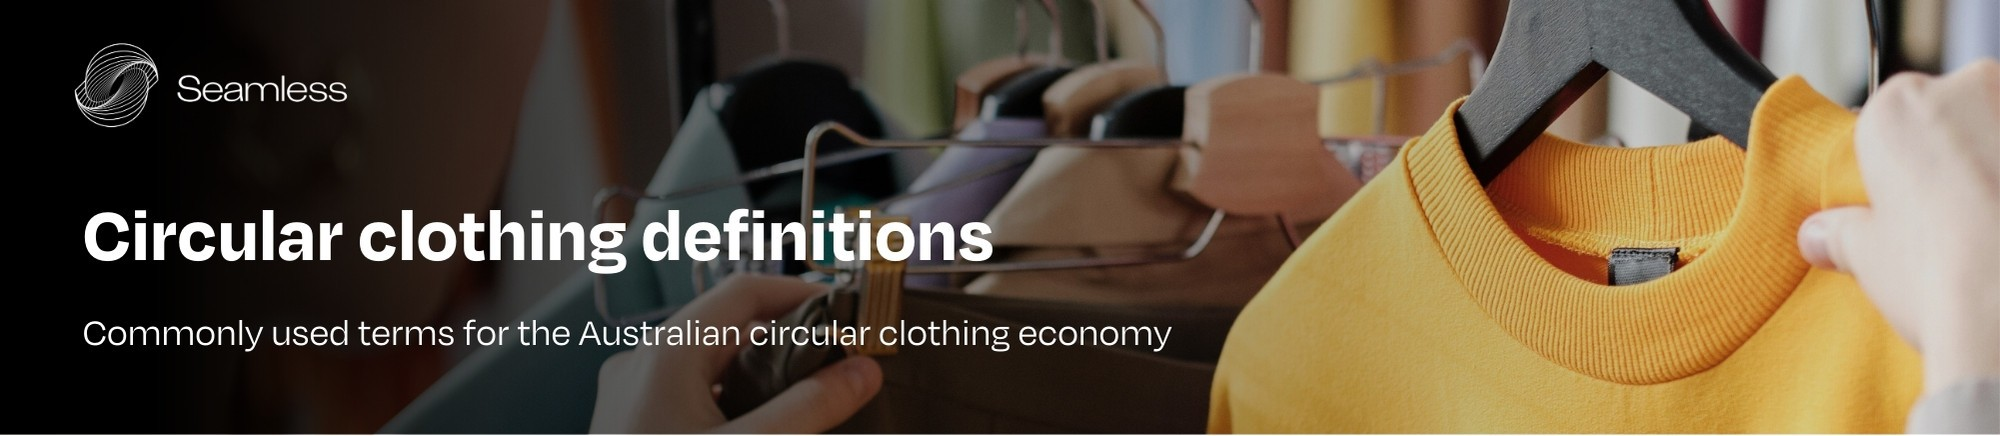 Seamless
Circular clothing definitions
Commonly used terms for the Australian circular clothing economy